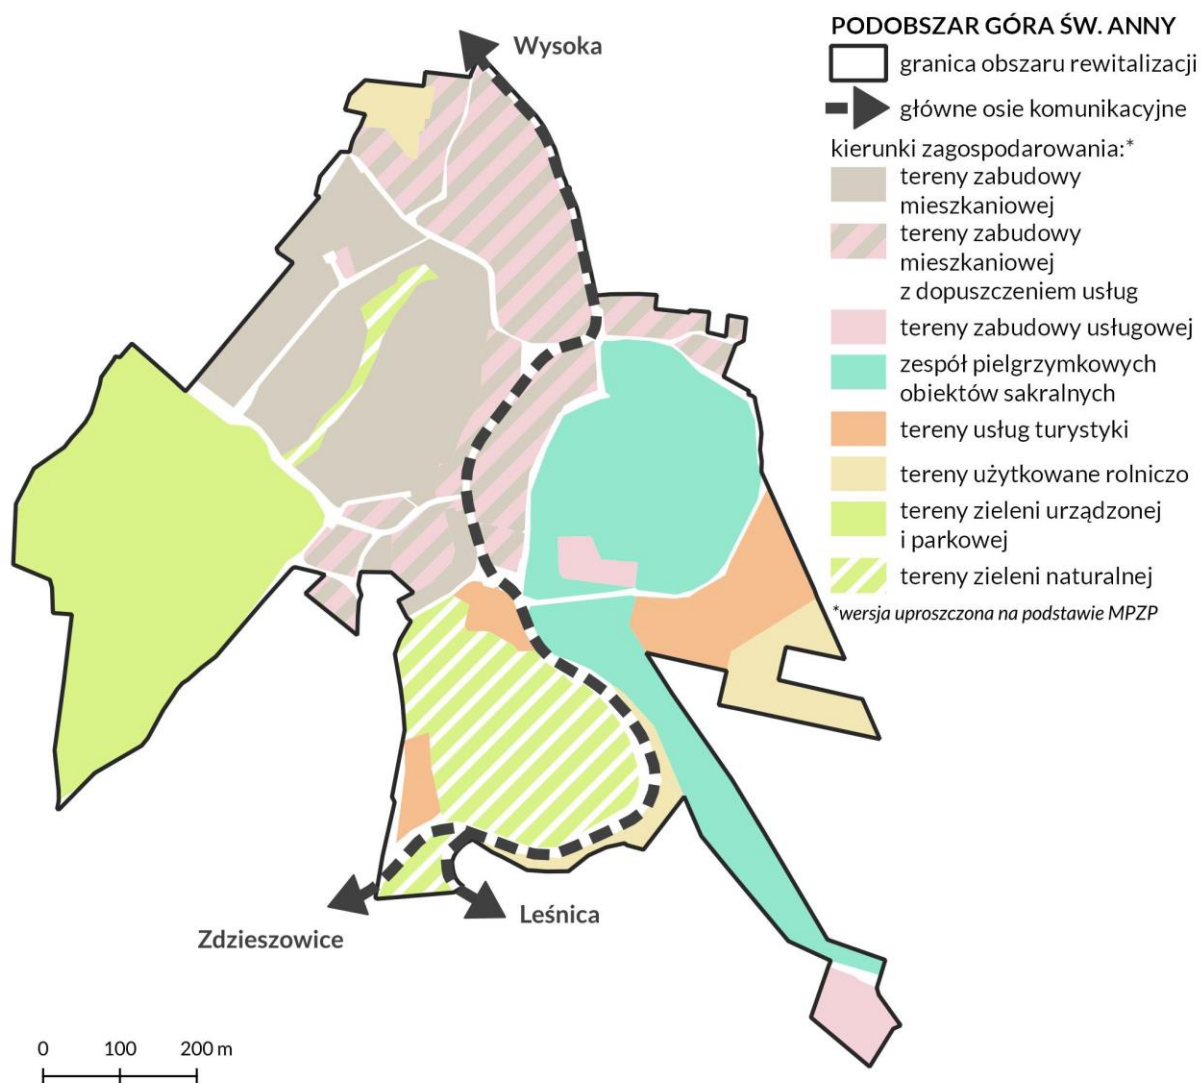 PODOBSZAR GÓRA ŚW. ANNY
granica obszaru rewitalizacji
główne osie komunikacyjne
kierunki zagospodarowania:*
tereny zabudowy
mieszkaniowej
tereny zabudowy
mieszkaniowej
z dopuszczeniem usług
tereny zabudowy usługowej
zespół pielgrzymkowych
obiektów sakralnych
tereny usług turystyki
tereny użytkowane rolniczo
tereny zieleni urządzonej
i parkowej
tereny zieleni naturalnej
*wersja uproszczona na podstawie MPZP
Wysoka
Leśnica
Zdzieszowice
0 100 200 m